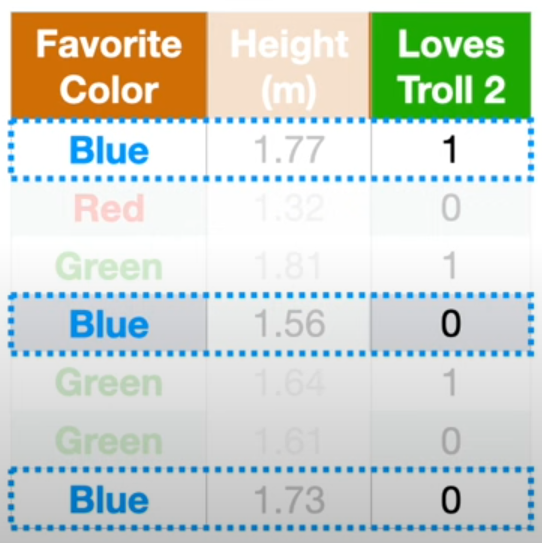 Favorite Color Height (m) Loves Troll 2
Blue 1.77 1
Red 1.32 0
Green 1.81 1
Blue 1.56 0
Green 1.64 1
Green 1.61 0
Blue 1.73 0